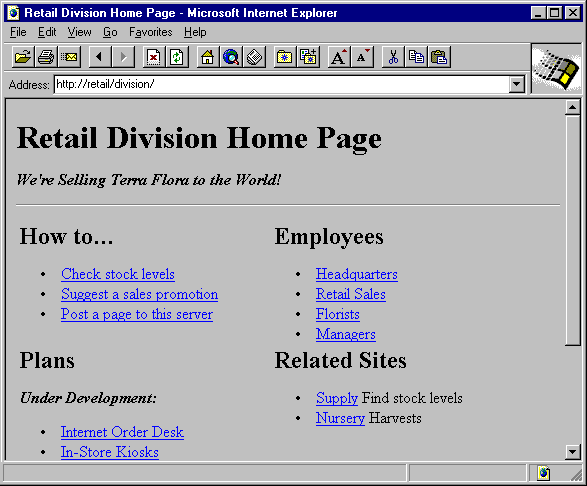 Retail Division Home Page - Microsoft Internet Explorer
File Edit View Go Favorites Help
Address: http://retail/division/
Retail Division Home Page
We're Selling Terra Flora to the World!
How to...
• Check stock levels
• Suggest a sales promotion
• Post a page to this server
Employees
• Headquarters
• Retail Sales
• Florists
• Managers
Plans
Under Development:
• Internet Order Desk
• In-Store Kiosks
Related Sites
• Supply Find stock levels
• Nursery Harvests